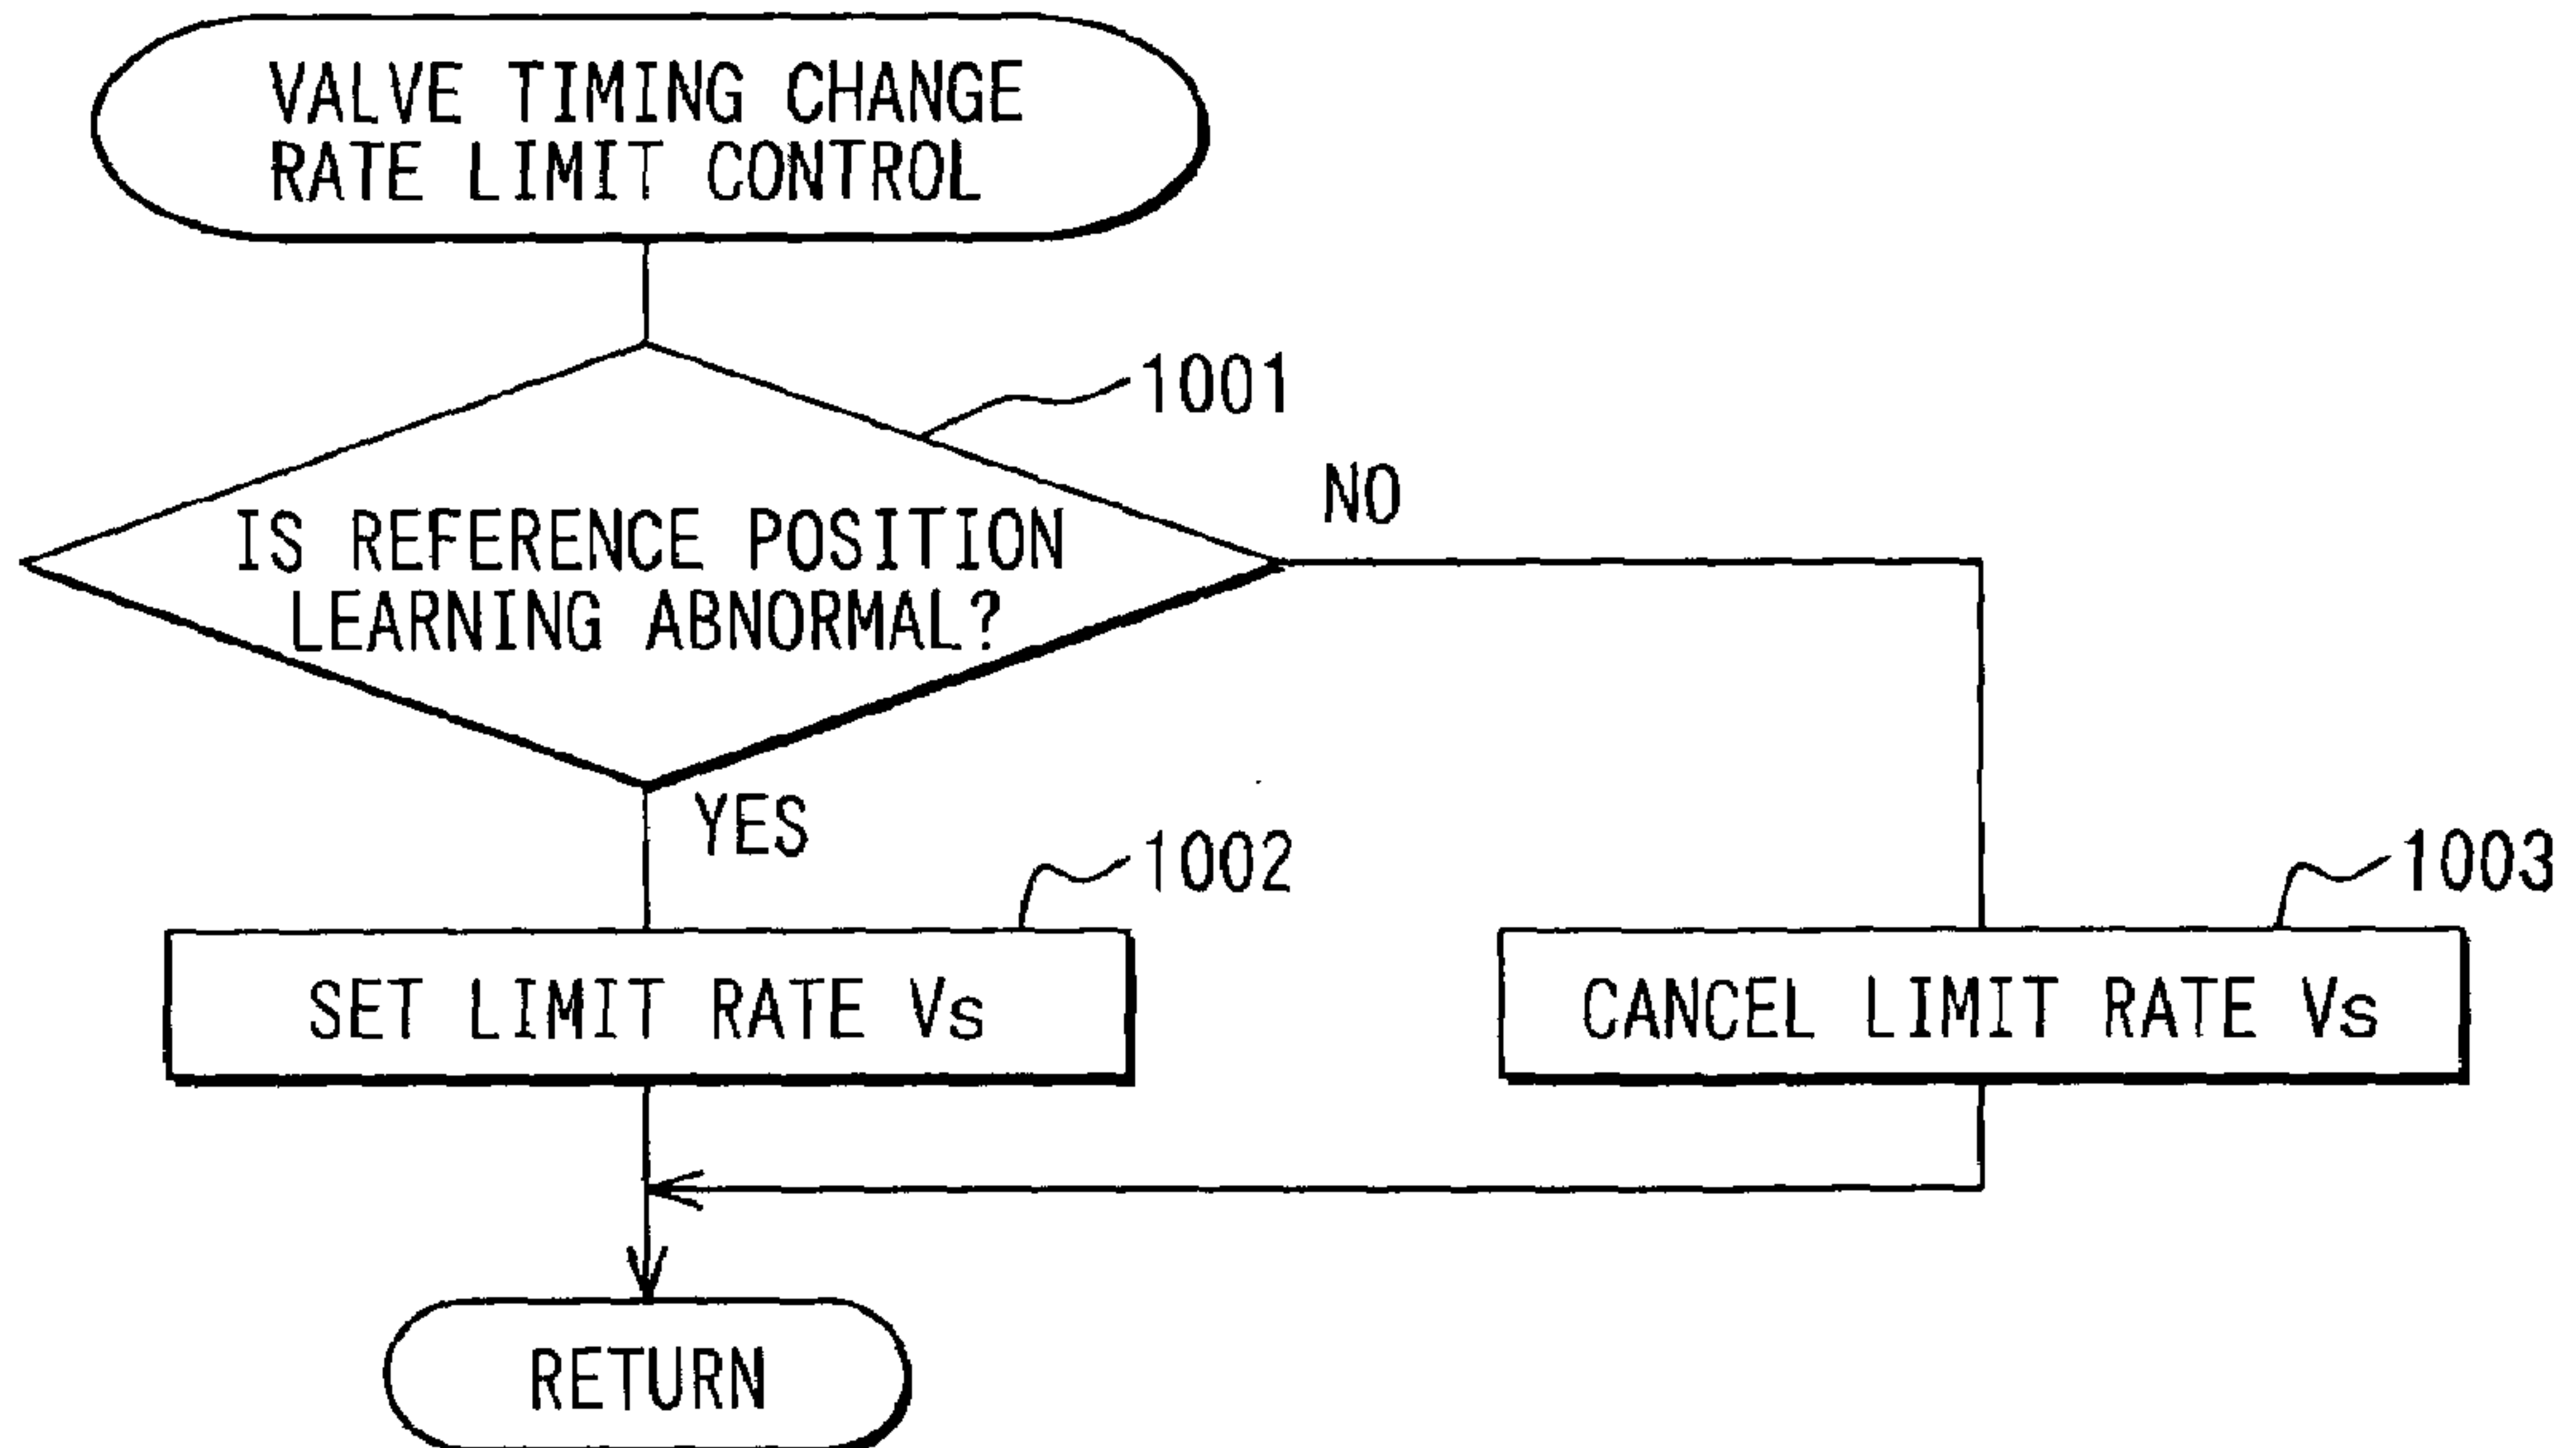 VALVE TIMING CHANGE
RATE LIMIT CONTROL
1001
NO
IS REFERENCE POSITION
LEARNING ABNORMAL?
YES
1002
1003
SET LIMIT RATE Vs
CANCEL LIMIT RATE Vs
RETURN